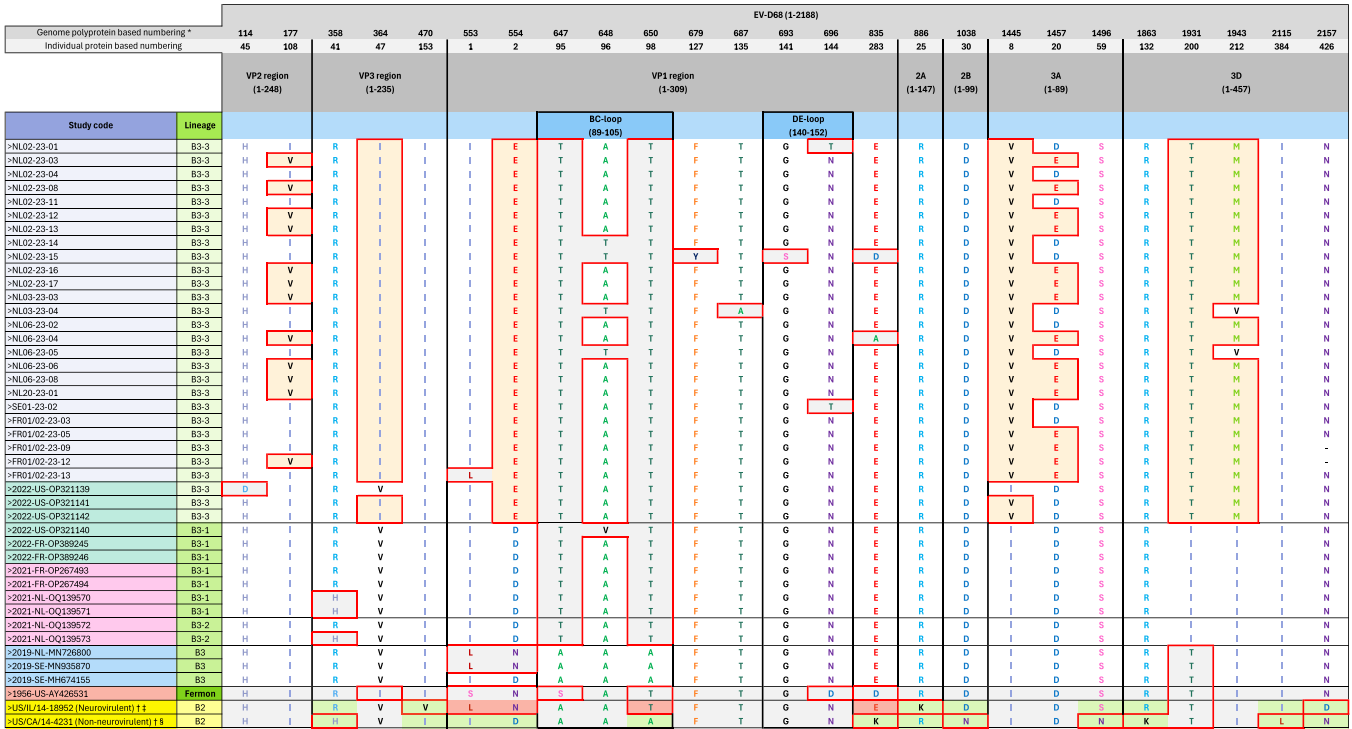 EV-D68 (1-2188)
Genome polyprotein based numbering * 114 177 358 364 470 553 554 647 648 650 679 687 693 696 835 886 1038 1445 1457 1496 1863 1931 1943 2115 2157
Individual protein based numbering 45 108 41 47 153 1 2 95 96 98 127 135 141 144 283 25 30 8 20 59 132 200 212 384 426
VP2 region VP3 region VP1 region 2A 2B 3A 3D
(1-248) (1-235) (1-309) (1-147) (1-99) (1-89) (1-457)
Study code Lineage BC-loop DE-loop
(89-105) (140-152)
>NL02-23-01 B3-3 H I R I I I E T A T F T G T E R D V D S R T M I N
>NL02-23-03 B3-3 H V R I I I E T A T F T G N E R D V E S R T M I N
>NL02-23-04 B3-3 H I R I I I E T A T F T G N E R D V D S R T M I N
>NL02-23-08 B3-3 H V R I I I E T A T F T G N E R D V E S R T M I N
>NL02-23-11 B3-3 H I R I I I E T A T F T G N E R D V D S R T M I N
>NL02-23-12 B3-3 H V R I I I E T A T F T G N E R D V E S R T M I N
>NL02-23-13 B3-3 H V R I I I E T A T F T G N E R D V E S R T M I N
>NL02-23-14 B3-3 H I R I I I E T T T F T G N E R D V D S R T M I N
>NL02-23-15 B3-3 H I R I I I E T T T Y T S N D R D V D S R T M I N
>NL02-23-16 B3-3 H V R I I I E T A T F T G N E R D V E S R T M I N
>NL02-23-17 B3-3 H V R I I I E T A T F T G N E R D V E S R T M I N
>NL03-23-03 B3-3 H V R I I I E T A T F T G N E R D V E S R T M I N
>NL03-23-04 B3-3 H I R I I I E T T T F A G N E R D V D S R T V I N
>NL06-23-02 B3-3 H I R I I I E T A T F T G N E R D V E S R T M I N
>NL06-23-04 B3-3 H V R I I I E T A T F T G N A R D V E S R T M I N
>NL06-23-05 B3-3 H I R I I I E T T T F T G N E R D V D S R T V I N
>NL06-23-06 B3-3 H V R I I I E T A T F T G N E R D V E S R T M I N
>NL06-23-08 B3-3 H V R I I I E T A T F T G N E R D V E S R T M I N
>NL20-23-01 B3-3 H V R I I I E T A T F T G N E R D V E S R T M I N
>SE01-23-02 B3-3 H I R I I I E T A T F T G T E R D V D S R T M I N
>FR01/02-23-03 B3-3 H I R I I I E T A T F T G N E R D V D S R T M I N
>FR01/02-23-05 B3-3 H I R I I I E T A T F T G N E R D V E S R T M I N
>FR01/02-23-09 B3-3 H I R I I I E T A T F T G N E R D V E S R T M I -
>FR01/02-23-12 B3-3 H V R I I I E T A T F T G N E R D V E S R T M I -
>FR01/02-23-13 B3-3 H I R I I L E T A T F T G N E R D V E S R T M I N
>2022-US-OP321139 B3-3 D I R V I I E T A T F T G N E R D I D S R T M I N
>2022-US-OP321141 B3-3 H I R I I I E T A T F T G N E R D V D S R T M I N
>2022-US-OP321142 B3-3 H I R I I I E T A T F T G N E R D V D S R T M I N
>2022-US-OP321140 B3-1 H I R V I I D T V T F T G N E R D I D S R I I I N
>2022-FR-OP389245 B3-1 H I R V I I D T A T F T G N E R D I D S R I I I N
>2022-FR-OP389246 B3-1 H I R V I I D T A T F T G N E R D I D S R I I I N
>2021-FR-OP267493 B3-1 H I R V I I D T A T F T G N E R D I D S R I I I N
>2021-FR-OP267494 B3-1 H I R V I I D T A T F T G N E R D I D S R I I I N
>2021-NL-OQ139570 B3-1 H I H V I I D T A T F T G N E R D I D S R I I I N
>2021-NL-OQ139571 B3-1 H I H V I I D T A T F T G N E R D I D S R I I I N
>2021-NL-OQ139572 B3-2 H I R V I I D T A T F T G N E R D I D S R I I I N
>2021-NL-OQ139573 B3-2 H I H V I I D T A T F T G N E R D I D S R I I I N
>2019-NL-MN726800 B3 H I R V I L N A A A F T G N E R D I D S R T I I N
>2019-SE-MN935870 B3 H I R V I L N A A A F T G N E R D I D S R T I I N
>2019-SE-MH674155 B3 H I R V I I D A A A F T G N E R D I D S R T I I N
>1956-US-AY426531 Fermon H I R I I S N S A T F T G D D R D I D S R T I I N
>US/IL/14-18952 (Neurovirulent) † ‡ B2 H I R V V L N A A T F T G N E K D I D S R T I I D
>US/CA/14-4231 (Non-neurovirulent) † § B2 H I H V I I D A A A F T G N K R N I D N K T I L N